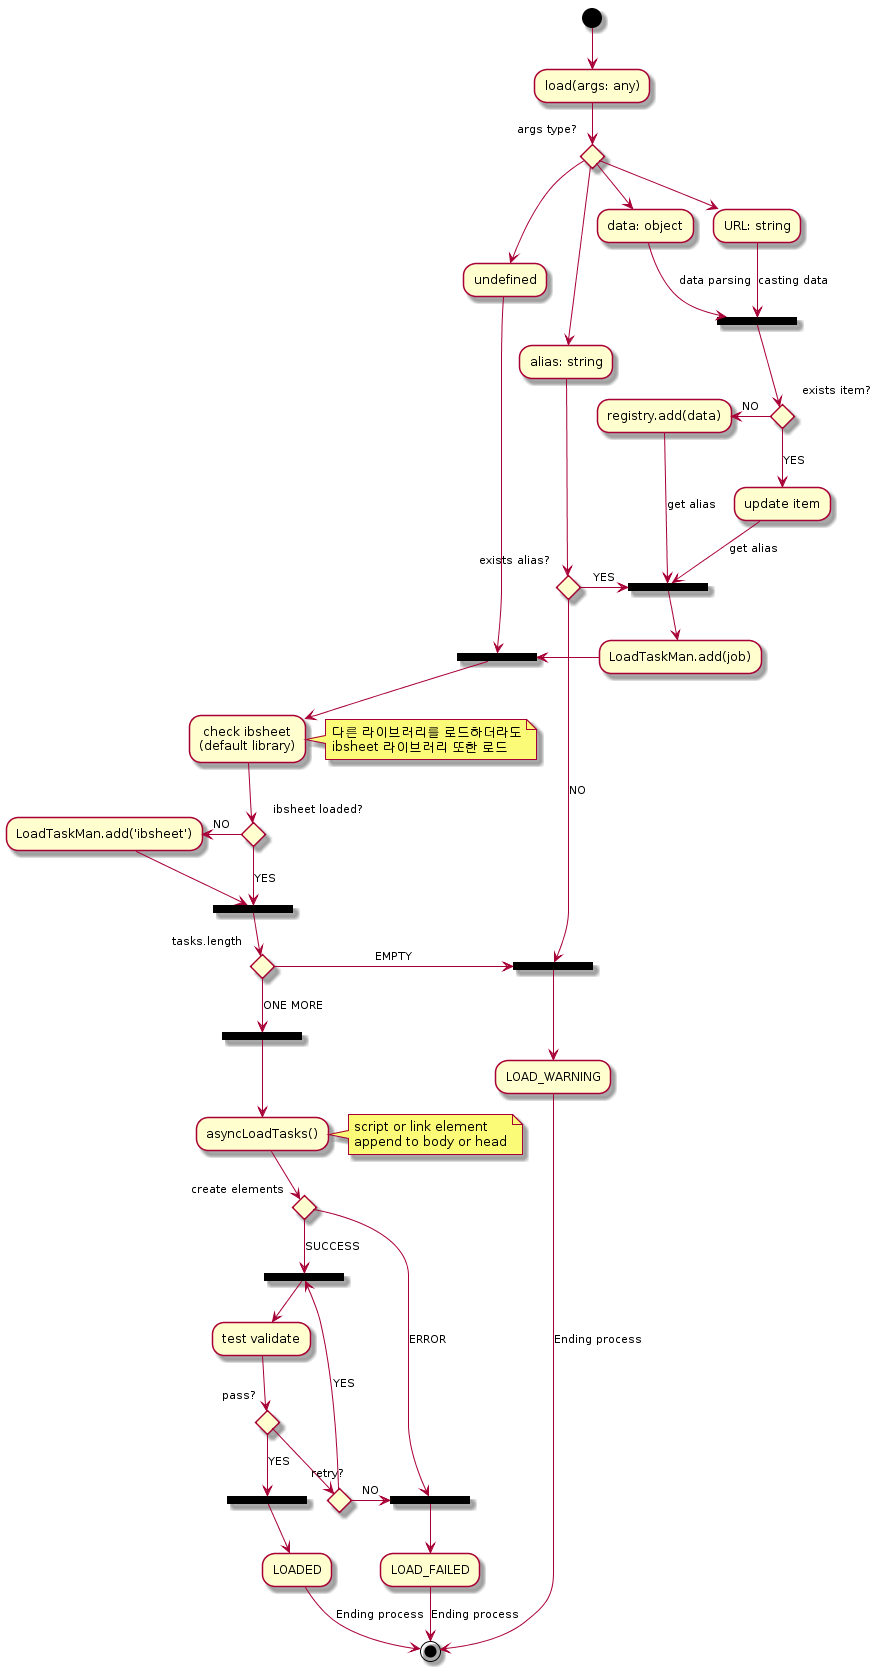 load(args: any)
args type?
data: object
URL: string
undefined
data parsing
casting data
alias: string
exists item?
registry.add(data)
NO
YES
get alias
update item
get alias
exists alias?
YES
LoadTaskMan.add(job)
check ibsheet
(default library)
다른 라이브러리를 로드하더라도
ibsheet 라이브러리 또한 로드
NO
ibsheet loaded?
LoadTaskMan.add('ibsheet')
NO
YES
tasks.length
EMPTY
ONE MORE
LOAD_WARNING
asyncLoadTasks()
script or link element
append to body or head
create elements
SUCCESS
test validate
ERROR
Ending process
YES
pass?
YES
retry?
NO
LOADED
LOAD_FAILED
Ending process
Ending process